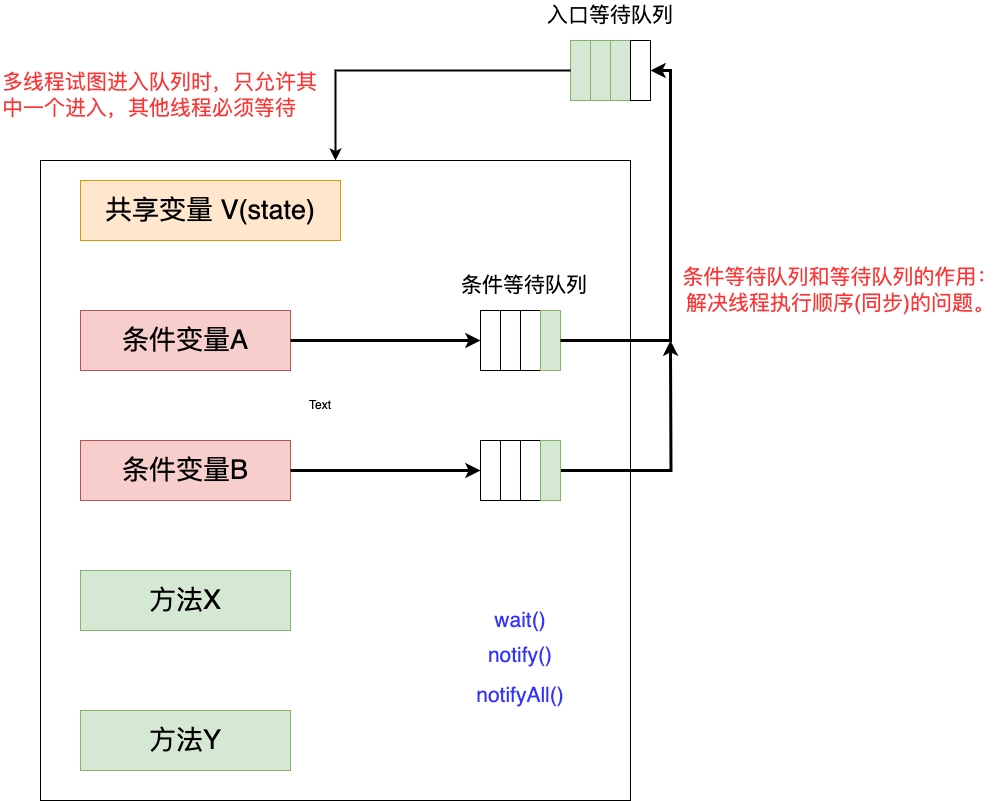 入口等待队列
多线程试图进入队列时，只允许其
中一个进入，其他线程必须等待
共享变量 V(state)
条件等待队列
条件等待队列和等待队列的作用：
解决线程执行顺序(同步)的问题。
条件变量A
Text
条件变量B
方法X
wait()
notify()
notifyAll()
方法Y